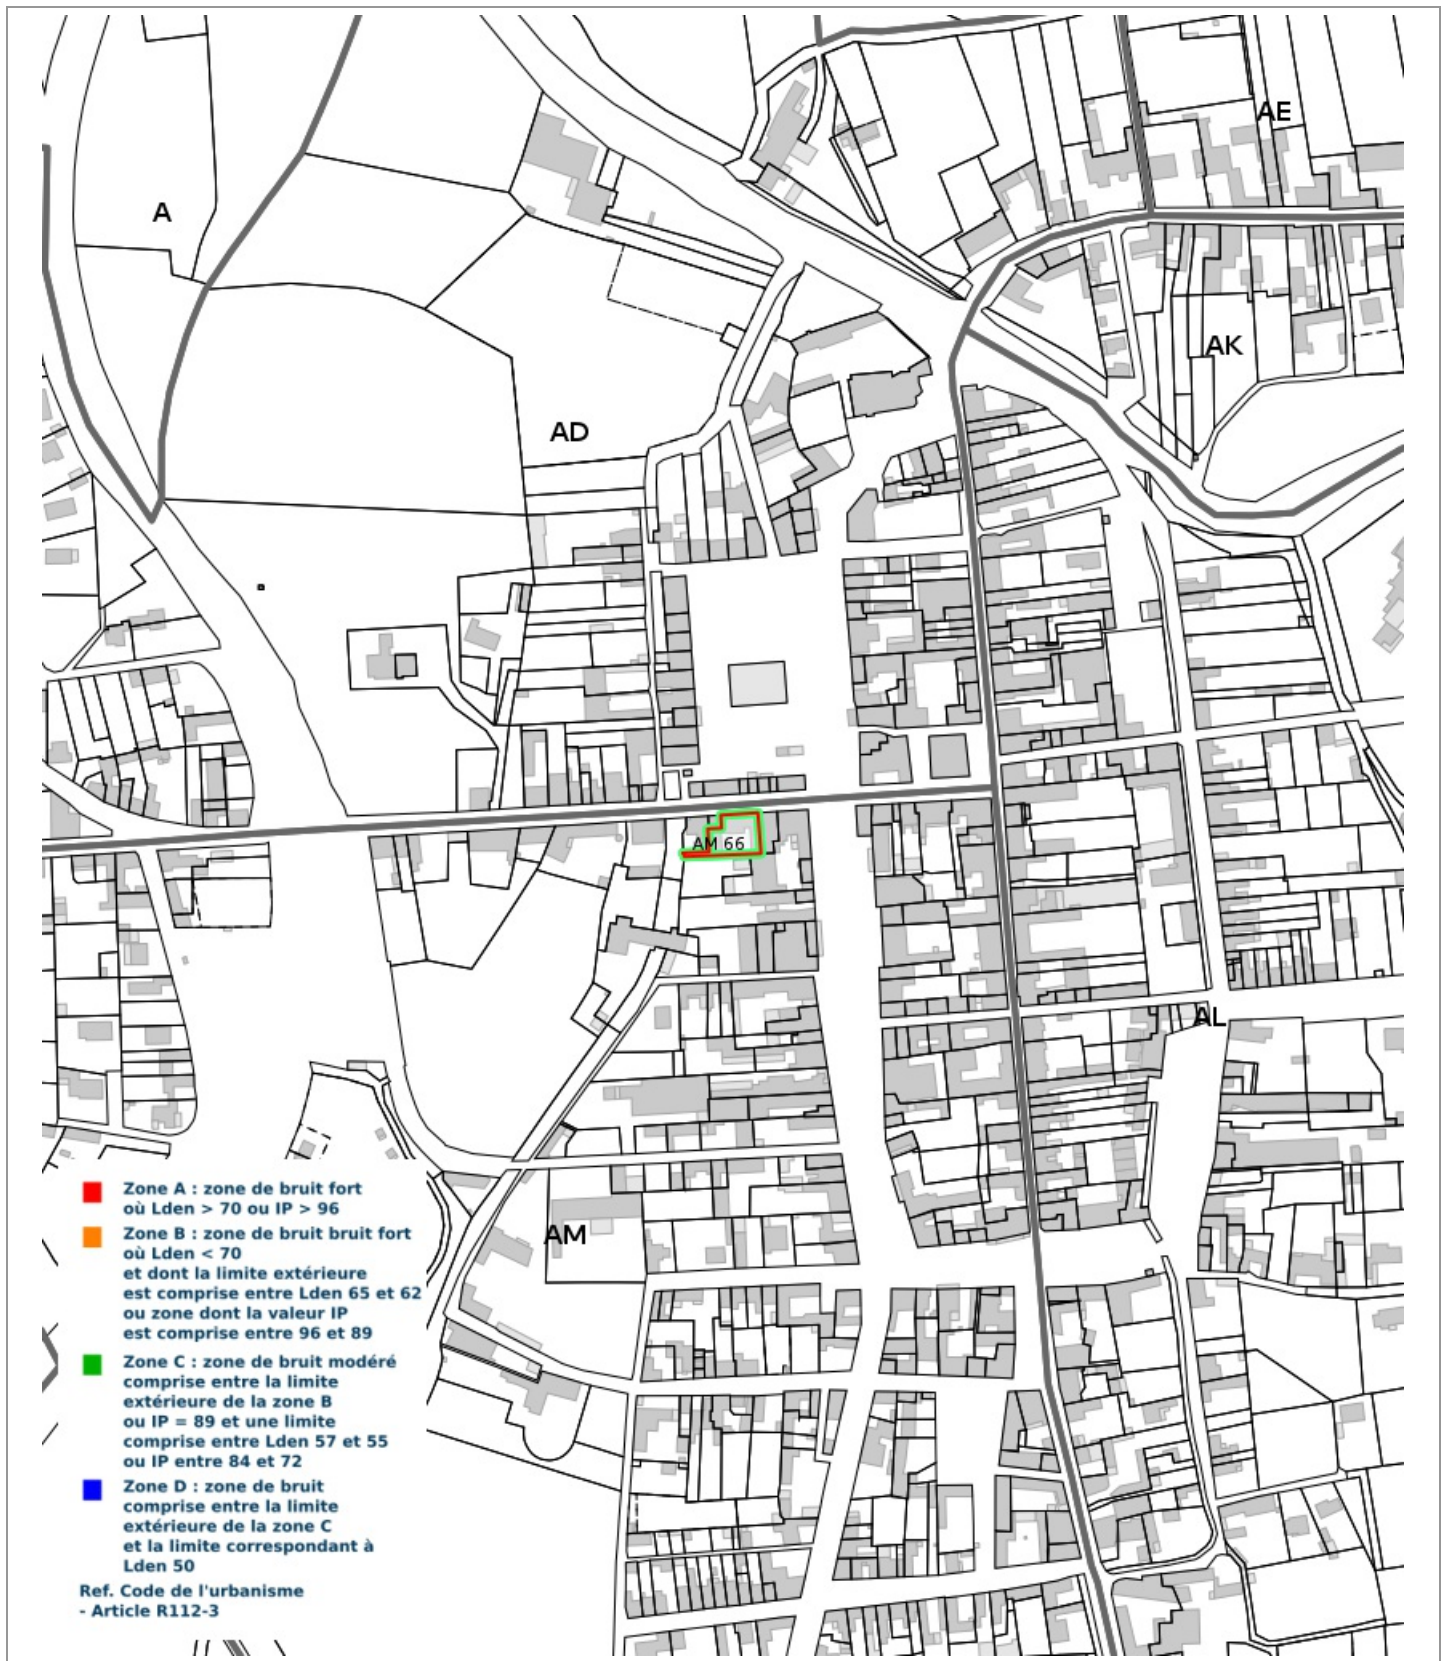 AE
A
AK
AD
AM 66
AL
AM
Zone A : zone de bruit fort
où Lden > 70 ou IP > 96
Zone B : zone de bruit bruit fort
où Lden < 70
et dont la limite extérieure
est comprise entre Lden 65 et 62
ou zone dont la valeur IP
est comprise entre 96 et 89
Zone C : zone de bruit modéré
comprise entre la limite
extérieure de la zone B
ou IP = 89 et une limite
comprise entre Lden 57 et 55
ou IP entre 84 et 72
Zone D : zone de bruit
comprise entre la limite
extérieure de la zone C
et la limite correspondant à
Lden 50
Ref. Code de l'urbanisme
- Article R112-3